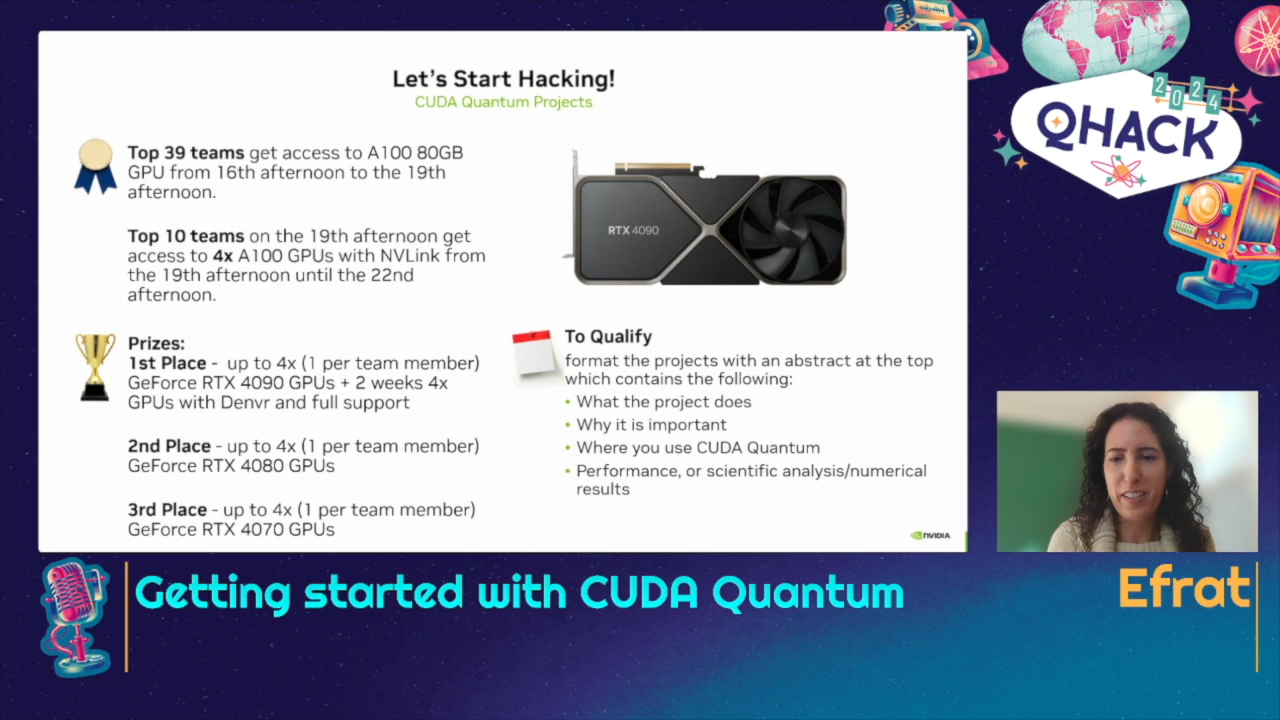 Let's Start Hacking!
CUDA Quantum Projects
Top 39 teams get access to A100 80GB
GPU from 16th afternoon to the 19th
afternoon.
Top 10 teams on the 19th afternoon get
access to 4x A100 GPUs with NVLink from
the 19th afternoon until the 22nd
afternoon.
Prizes:
1st Place - up to 4x (1 per team member)
GeForce RTX 4090 GPUs + 2 weeks 4x
GPUs with Denvr and full support
2nd Place - up to 4x (1 per team member)
GeForce RTX 4080 GPUs
3rd Place - up to 4x (1 per team member)
GeForce RTX 4070 GPUs
RTX 4090
To Qualify
format the projects with an abstract at the top
which contains the following:
• What the project does
• Why it is important
• Where you use CUDA Quantum
• Performance, or scientific analysis/numerical
results
NVIDIA
2024
QHACK
Getting started with CUDA Quantum
Efrat